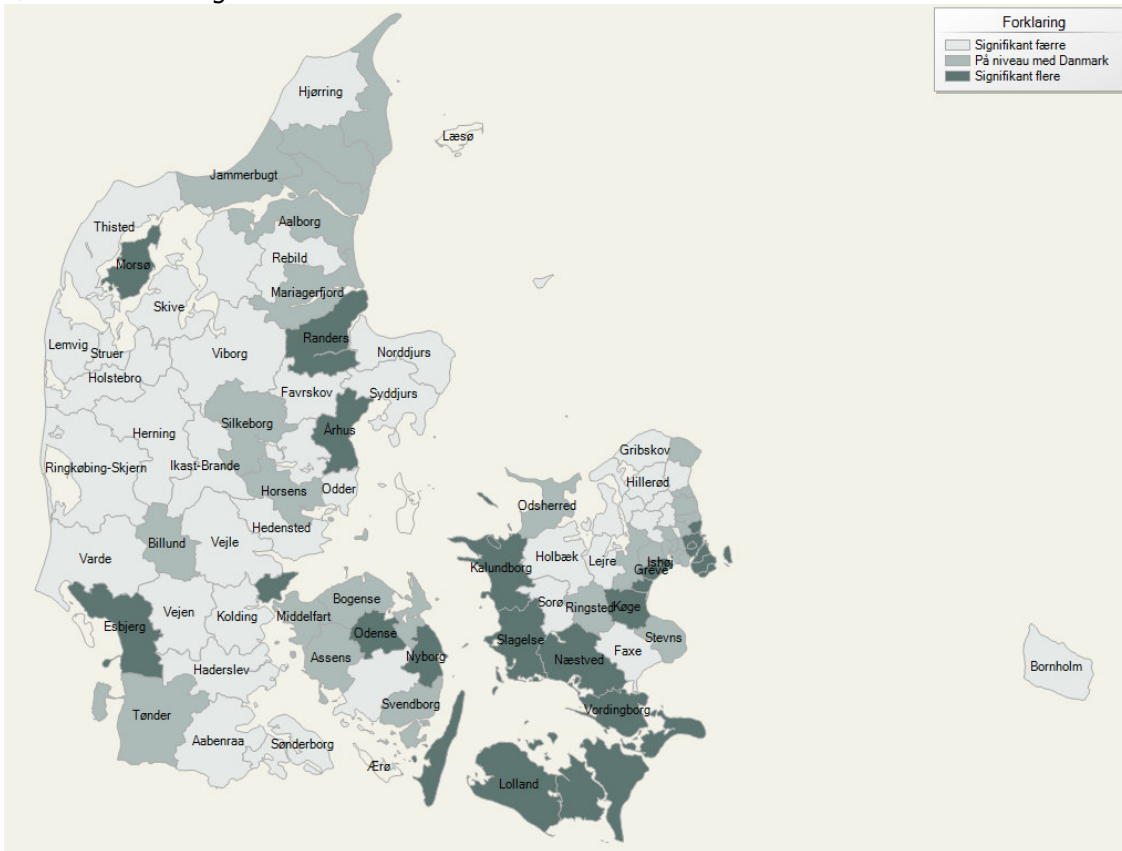 Forklaring
Signifikant færre
På niveau med Danmark
Signifikant flere
Hjørring
Læsø
Jammerbugt
Thisted
Aalborg
Morsø
Rebild
Mariagerfjord
Skive
Randers
Lemvig
Struer
Viborg
Norddjurs
Holstebro
Favrskov
Syddjurs
Silkeborg
Århus
Herning
Gribskov
Ringkøbing-Skjern
Ikast-Brande
Hillerød
Horsens
Odder
Odsherred
Hedensted
Billund
Vejle
Varde
Holbæk
Lejre
Ishøj
Kalundborg
Greve
Bogense
Vejen
Kolding
Middelfart
Sorø
Ringsted
Køge
Esbjerg
Odense
Slagelse
Stevns
Assens
Nyborg
Næstved
Faxe
Haderslev
Bornholm
Svendborg
Tønder
Vordingborg
Aabenraa
Sønderborg
Ærø
Lolland